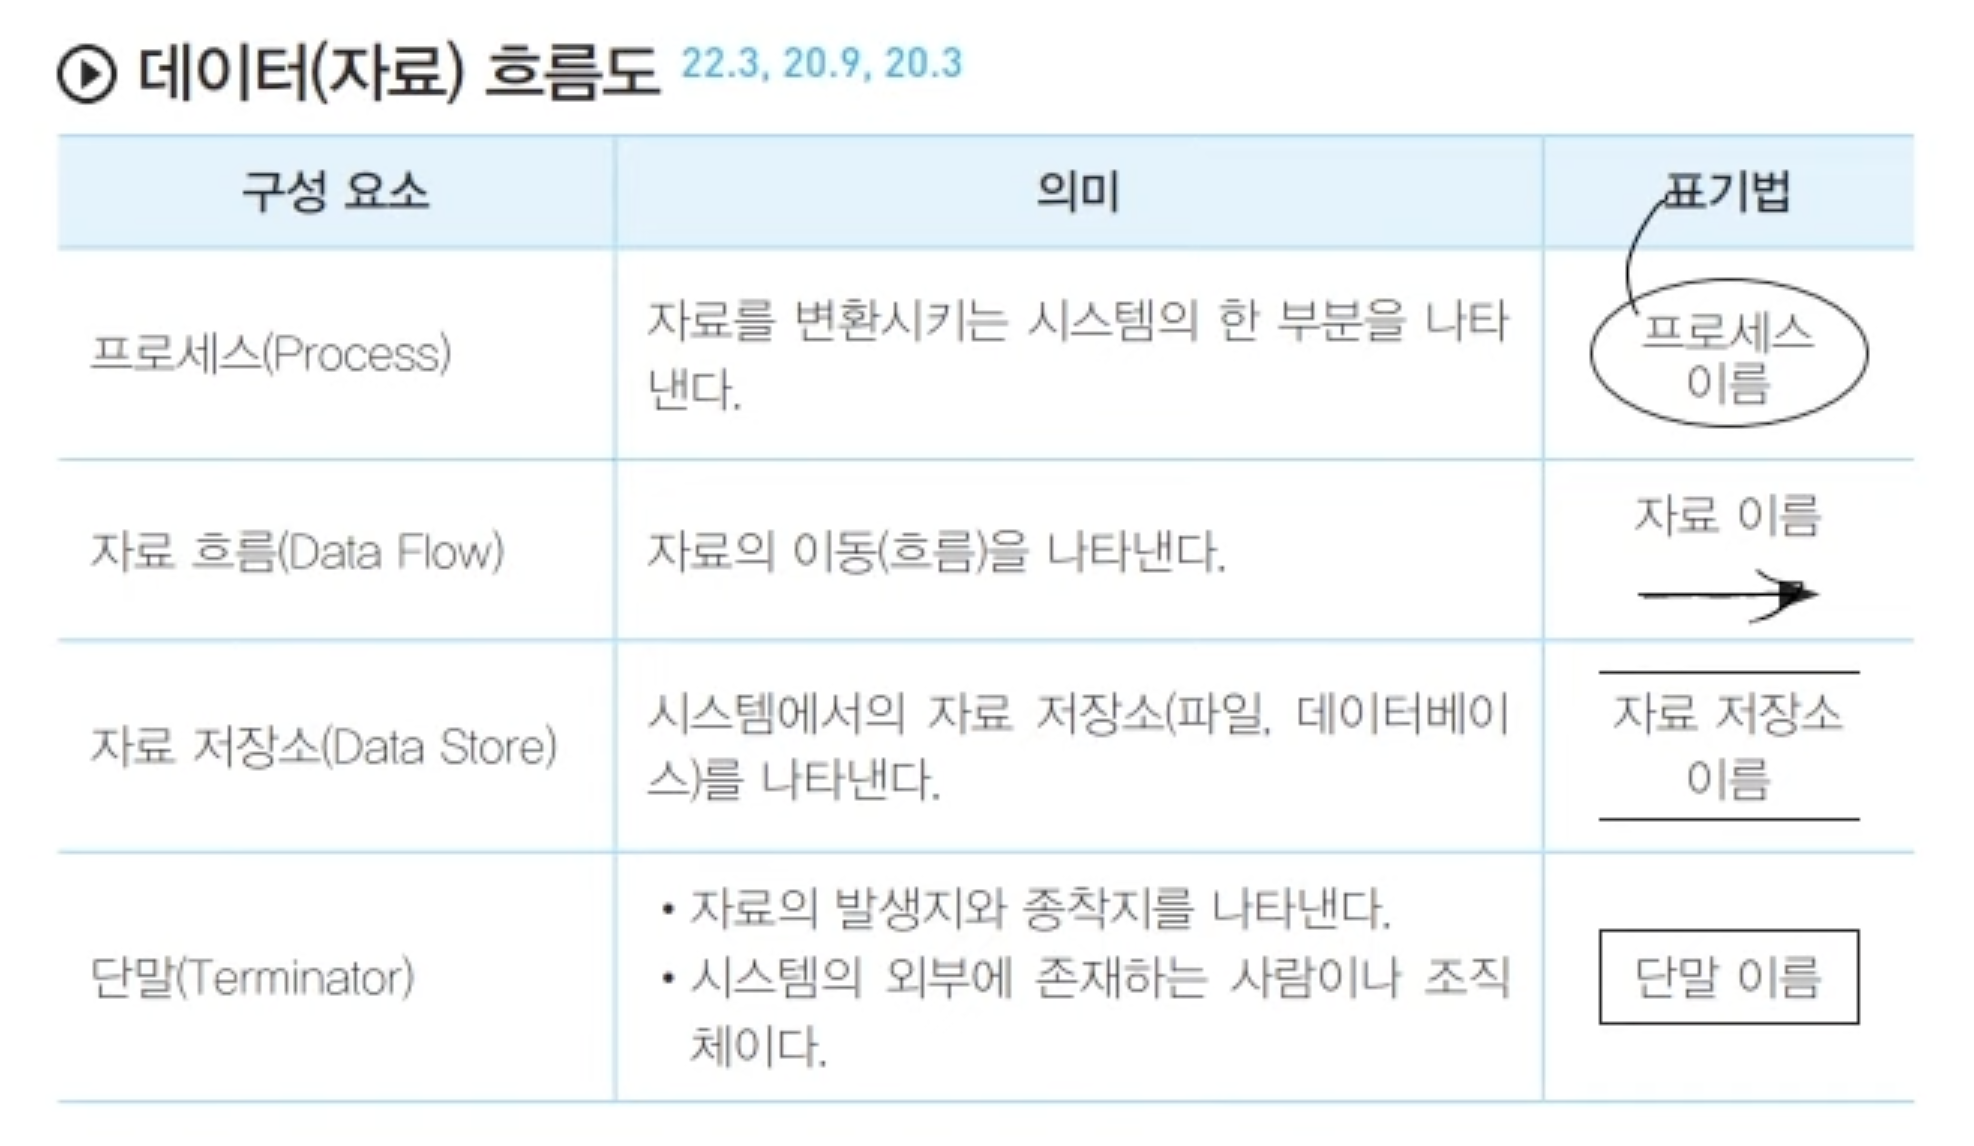 데이터(자료) 흐름도 22.3, 20.9, 20.3
구성 요소
의미
표기법
프로세스(Process)
자료를 변환시키는 시스템의 한 부분을 나타
낸다.
프로세스
이름
자료 흐름(Data Flow)
자료의 이동(흐름)을 나타낸다.
자료 이름
자료 저장소(Data Store)
시스템에서의 자료 저장소(파일, 데이터베이
스)를 나타낸다.
자료 저장소
이름
단말(Terminator)
• 자료의 발생지와 종착지를 나타낸다.
• 시스템의 외부에 존재하는 사람이나 조직
체이다.
단말 이름